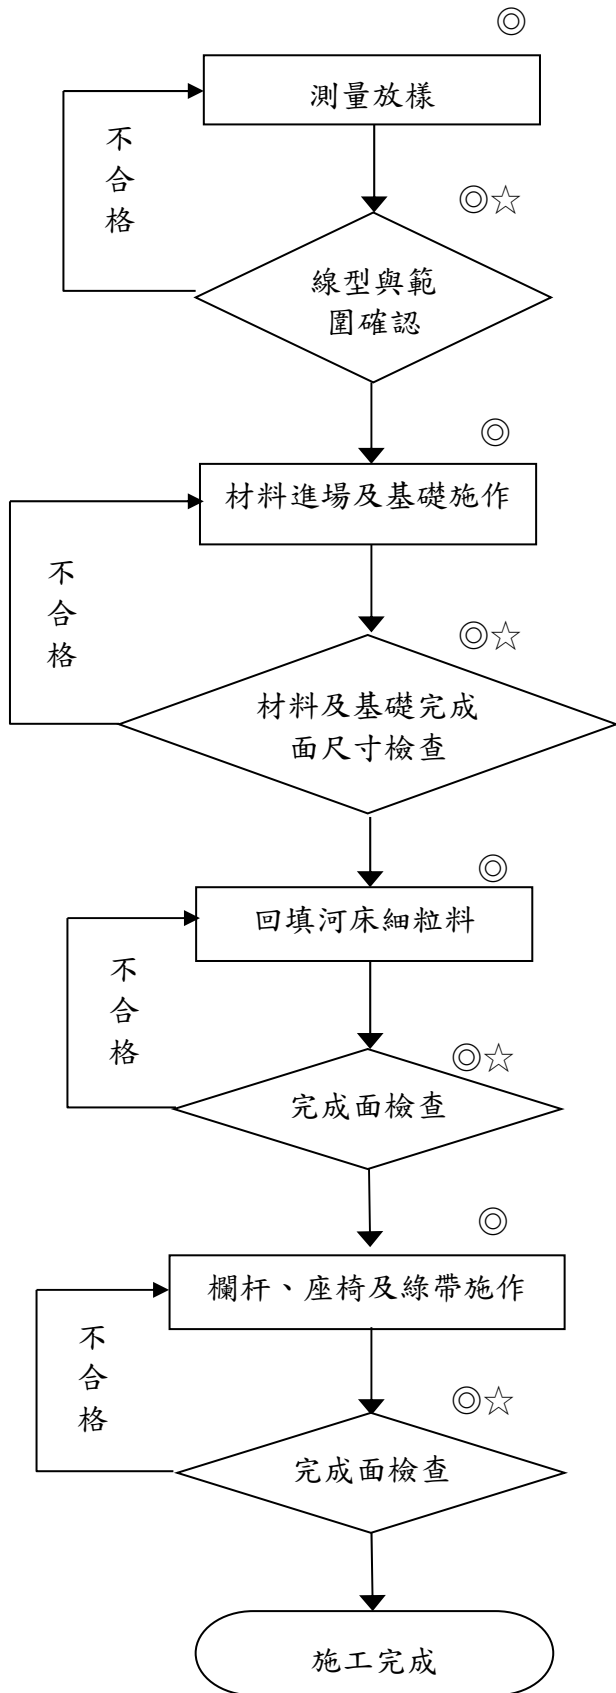 ◎
測量放樣
不
合
格
◎☆
線型與範
圍確認
◎
材料進場及基礎施作
不
合
格
◎☆
材料及基礎完成
面尺寸檢查
◎
回填河床細粒料
不
合
格
◎☆
完成面檢查
◎
欄杆、座椅及綠帶施作
不
合
格
◎☆
完成面檢查
施工完成